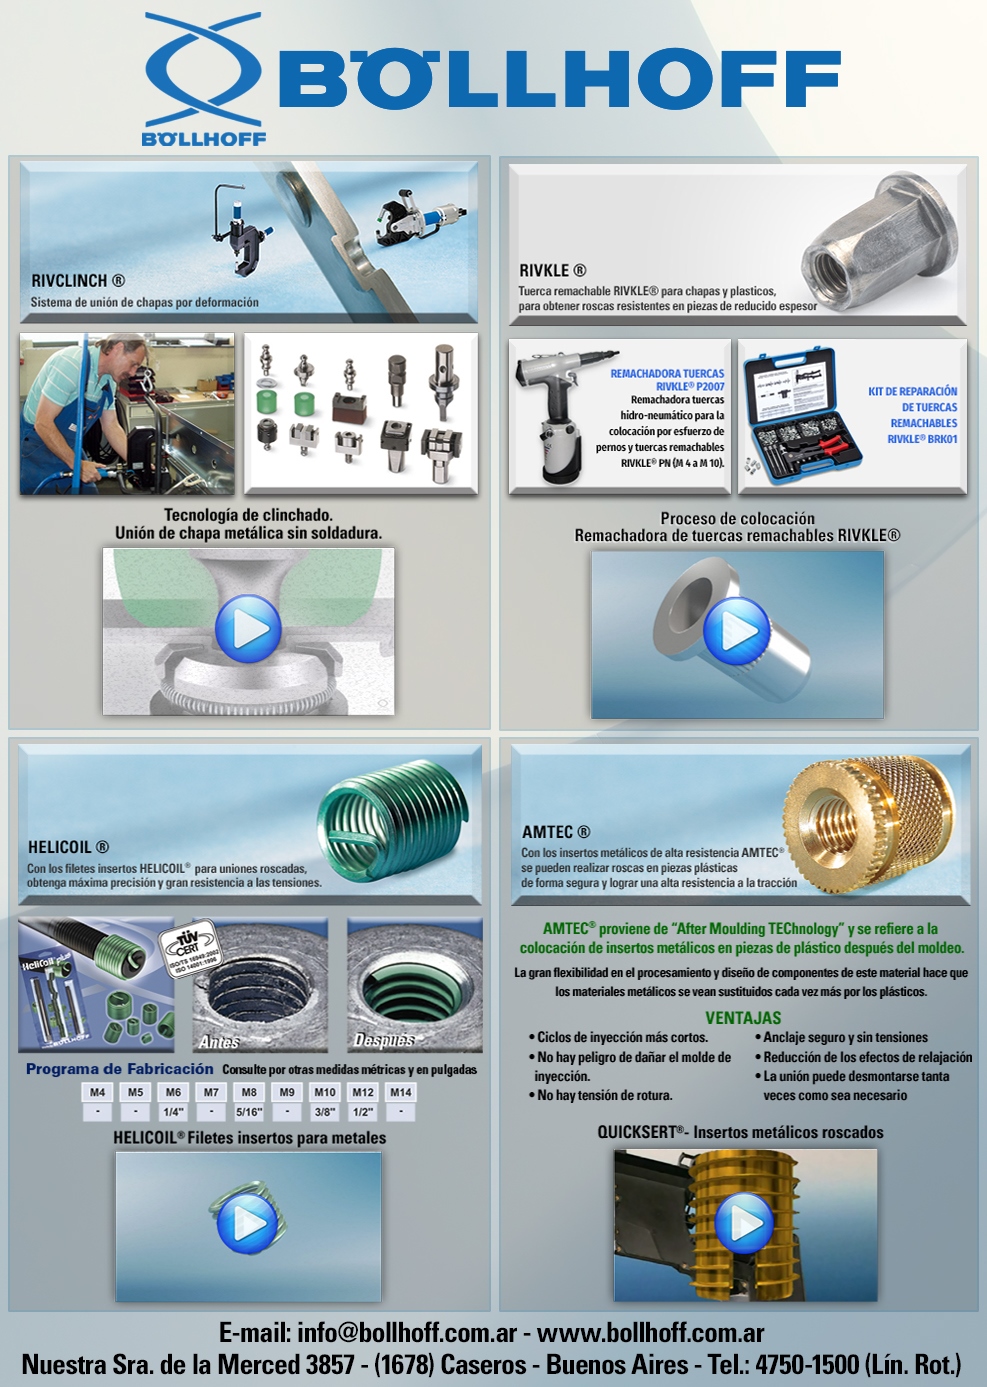 BÖLLHOFF
BÖLLHOFF
RIVCLINCH ®
Sistema de unión de chapas por deformación
Tecnología de clinchado.
Unión de chapa metálica sin soldadura.
RIVKLE ®
Tuerca remachable RIVKLE® para chapas y plasticos,
para obtener roscas resistentes en piezas de reducido espesor
REMACHADORA TUERCAS
RIVKLE® P2007
Remachadora tuercas
hidro-neumático para la
colocación por esfuerzo de
pernos y tuercas remachables
RIVKLE® PN (M 4 a M 10).
KIT DE REPARACIÓN
DE TUERCAS
REMACHABLES
RIVKLE® BRK01
Proceso de colocación
Remachadora de tuercas remachables RIVKLE®
HELICOIL ®
Con los filetes insertos HELICOIL® para uniones roscadas,
obtenga máxima precisión y gran resistencia a las tensiones.
HeliCoil plus
BÖLLHOFF
TÜV
CERT
ISO/TS 16949:2002
ISO 14001:1996
Antes
Después
Programa de Fabricación Consulte por otras medidas métricas y en pulgadas
M4 M5 M6 M7 M8 M9 M10 M12 M14
- - 1/4" - 5/16" - 3/8" 1/2" -
HELICOIL® Filetes insertos para metales
AMTEC ®
Con los insertos metálicos de alta resistencia AMTEC®
se pueden realizar roscas en piezas plásticas
de forma segura y lograr una alta resistencia a la tracción
AMTEC® proviene de “After Moulding TEChnology” y se refiere a la
colocación de insertos metálicos en piezas de plástico después del moldeo.
La gran flexibilidad en el procesamiento y diseño de componentes de este material hace que
los materiales metálicos se vean sustituidos cada vez más por los plásticos.
VENTAJAS
• Ciclos de inyección más cortos.
• No hay peligro de dañar el molde de
inyección.
• No hay tensión de rotura.
• Anclaje seguro y sin tensiones
• Reducción de los efectos de relajación
• La unión puede desmontarse tanta
veces como sea necesario
QUICKSERT®- Insertos metálicos roscados
E-mail: info@bollhoff.com.ar - www.bollhoff.com.ar
Nuestra Sra. de la Merced 3857 - (1678) Caseros - Buenos Aires - Tel.: 4750-1500 (Lín. Rot.)